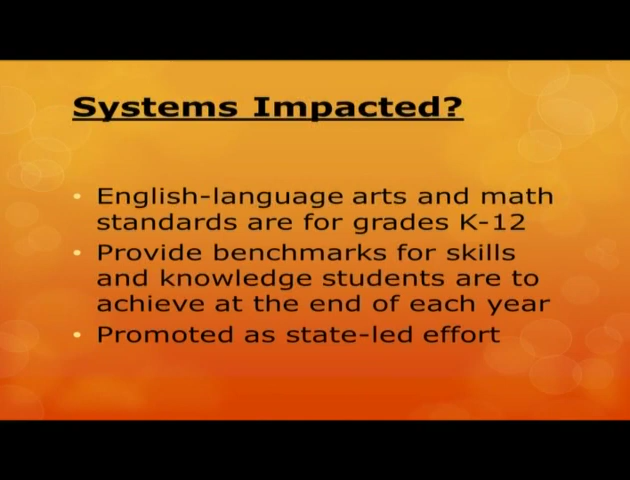 Systems Impacted?
• English-language arts and math
standards are for grades K-12
• Provide benchmarks for skills
and knowledge students are to
achieve at the end of each year
• Promoted as state-led effort